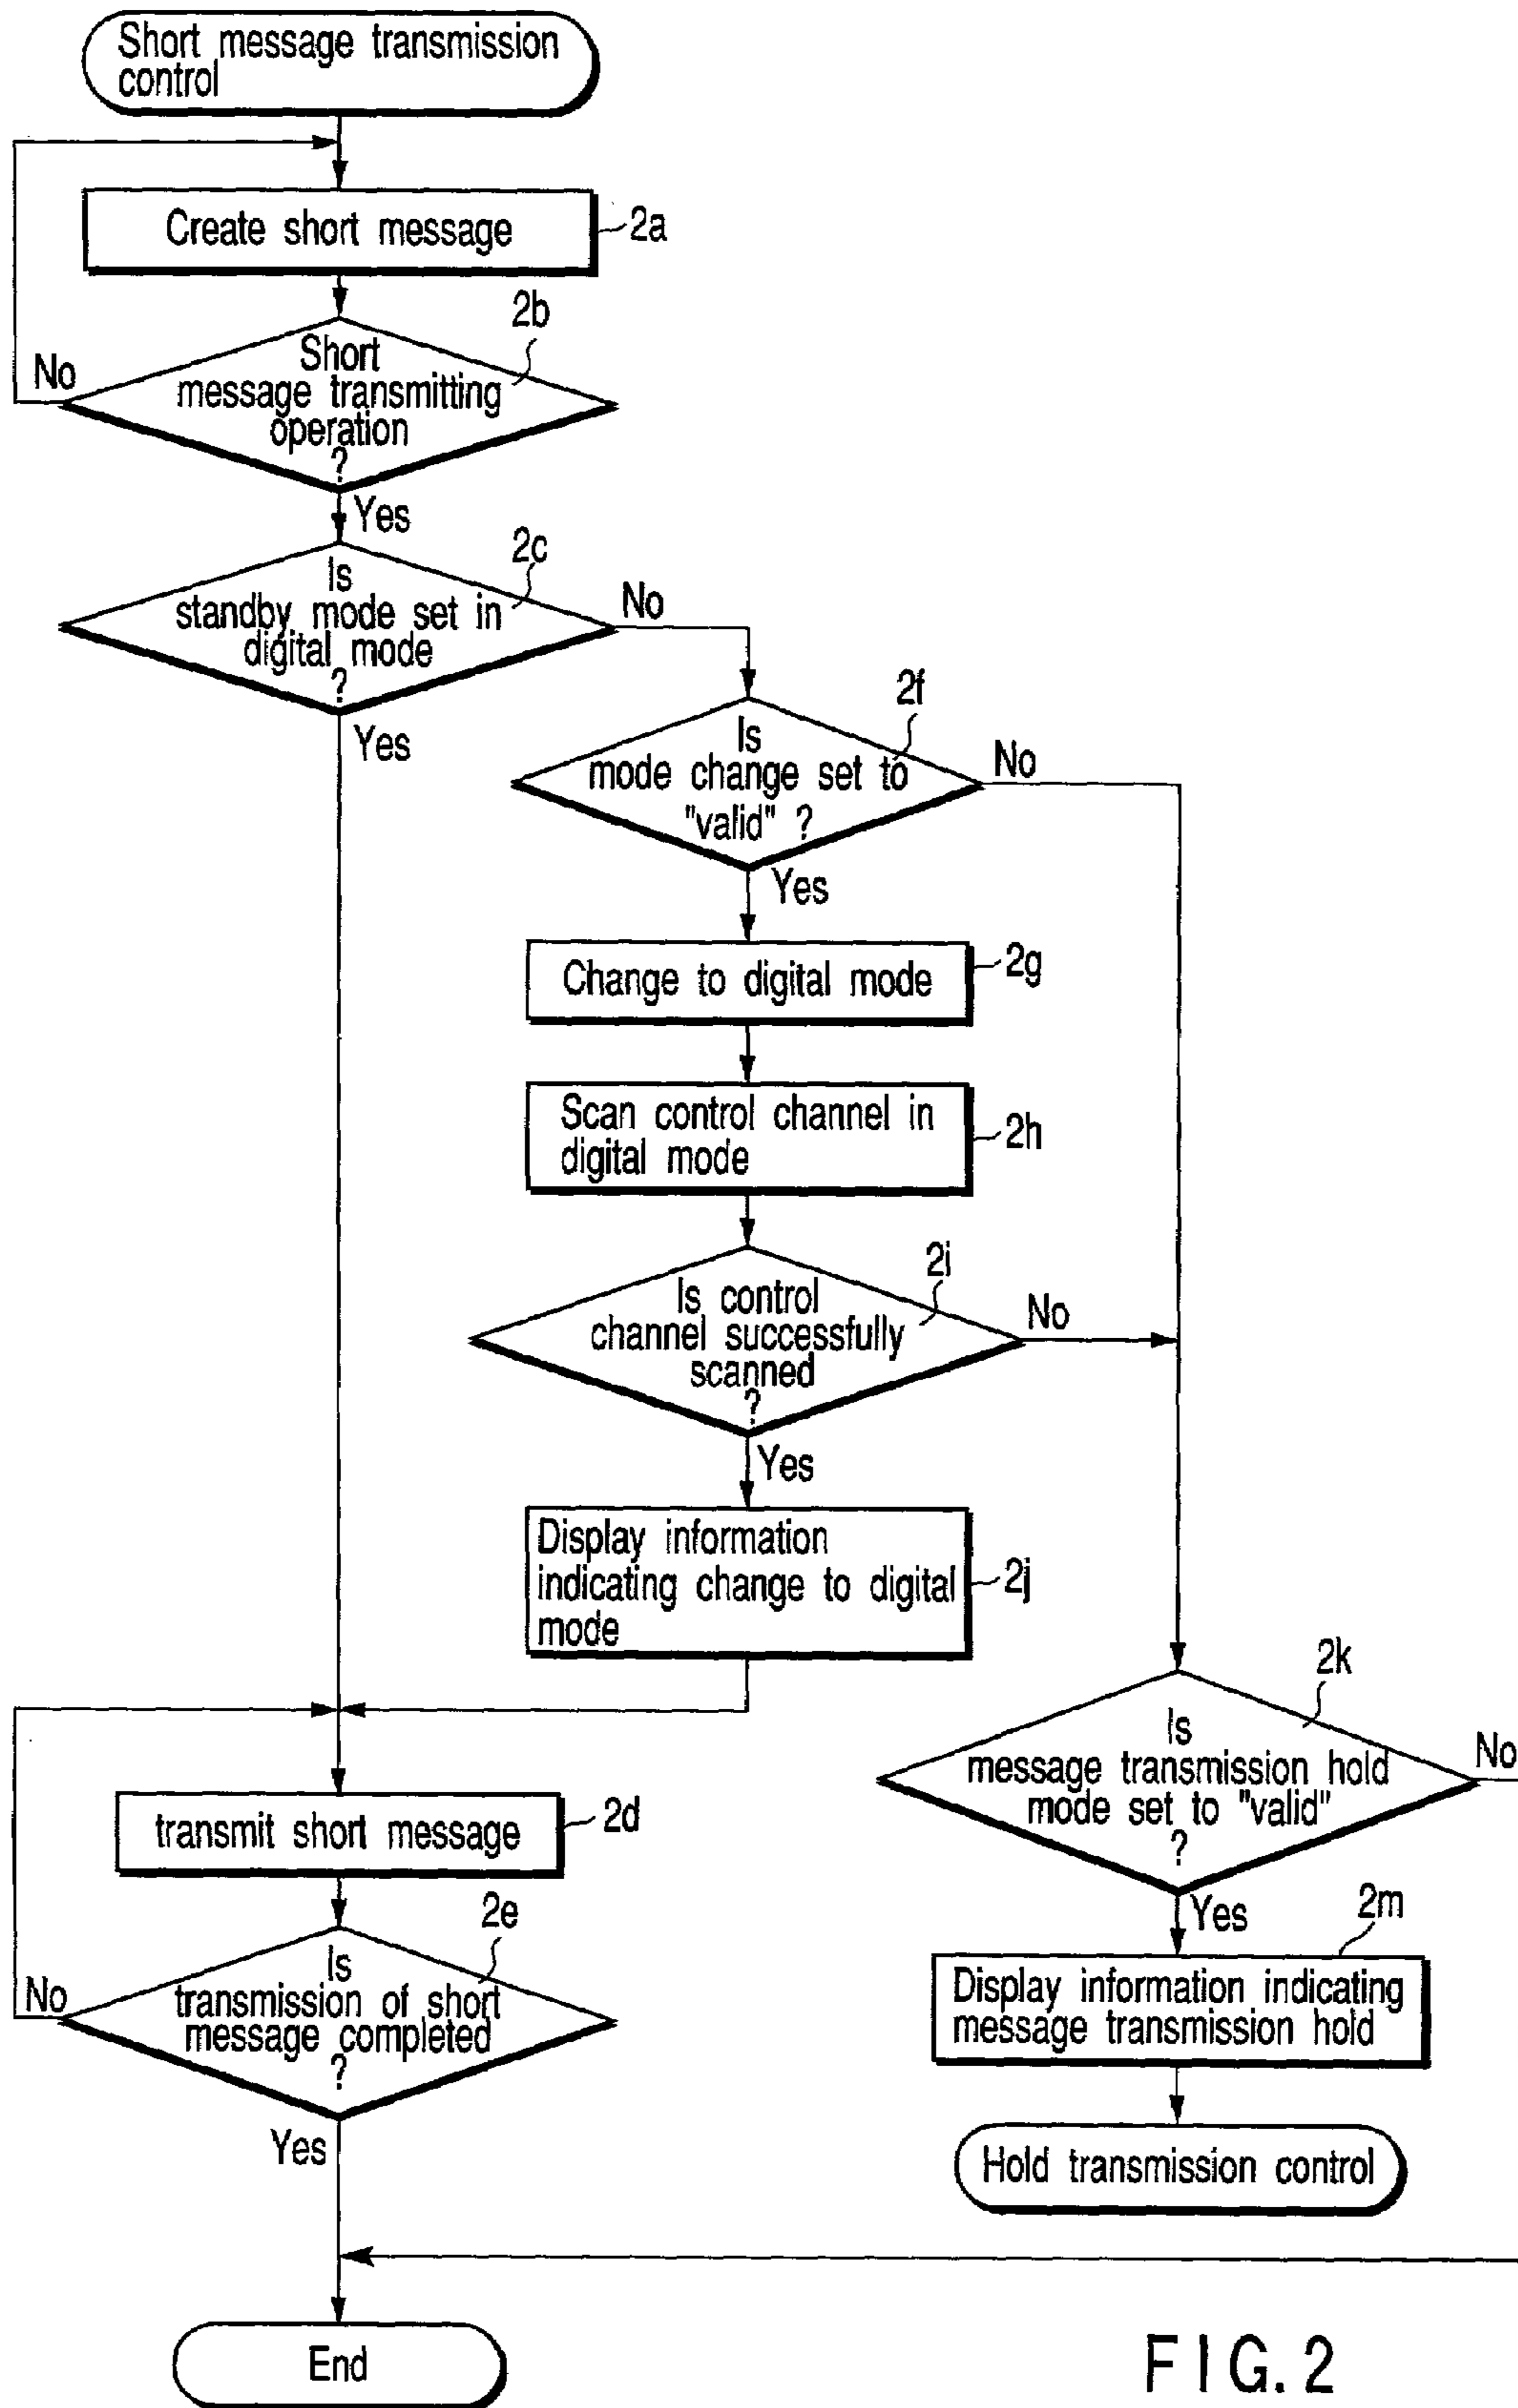 Short message transmission
control
Create short message
2a
2b
Short
message transmitting
operation
?
No
Yes
2c
Is
standby mode set in
digital mode
?
No
Yes
2f
Is
mode change set to
"valid" ?
No
Yes
Change to digital mode
2g
Scan control channel in
digital mode
2h
2i
Is control
channel successfully
scanned
?
No
Yes
Display information
indicating change to digital
mode
2j
2k
Is
message transmission hold
mode set to "valid"
?
No
Yes
transmit short message
2d
2e
Is
transmission of short
message completed
?
No
Yes
2m
Display information indicating
message transmission hold
Hold transmission control
End
FIG. 2